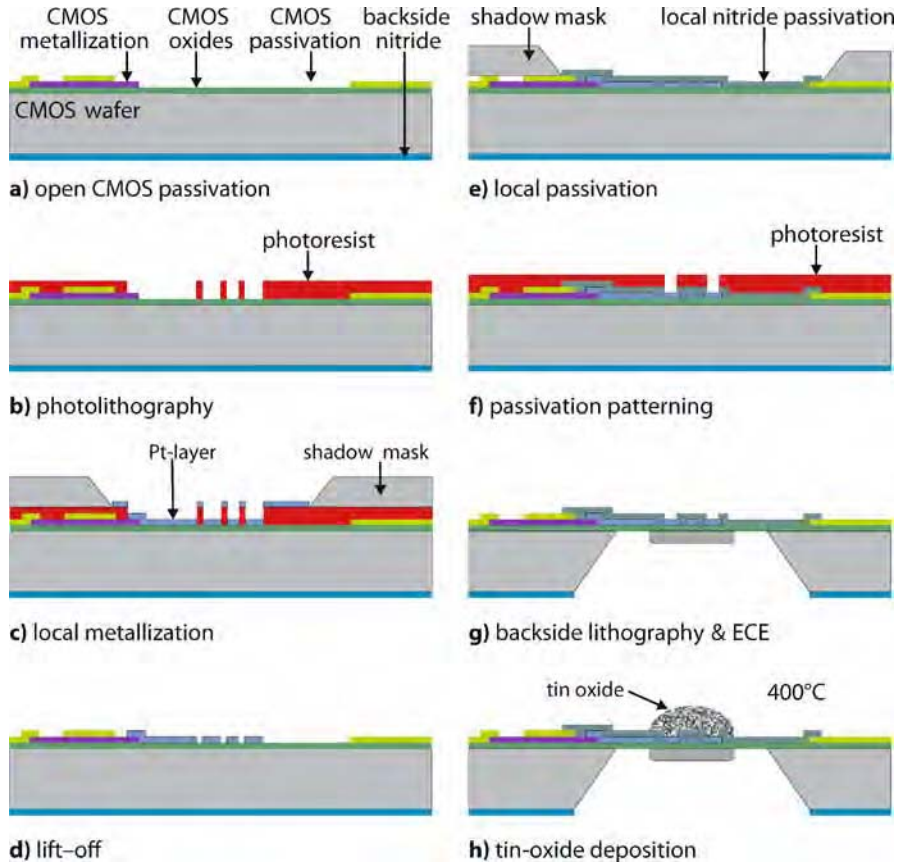 CMOS metallization
CMOS oxides
CMOS passivation
backside nitride
CMOS wafer
a) open CMOS passivation
photoresist
b) photolithography
Pt-layer
shadow mask
c) local metallization
d) lift-off
shadow mask
local nitride passivation
e) local passivation
photoresist
f) passivation patterning
g) backside lithography & ECE
tin oxide
400°C
h) tin-oxide deposition